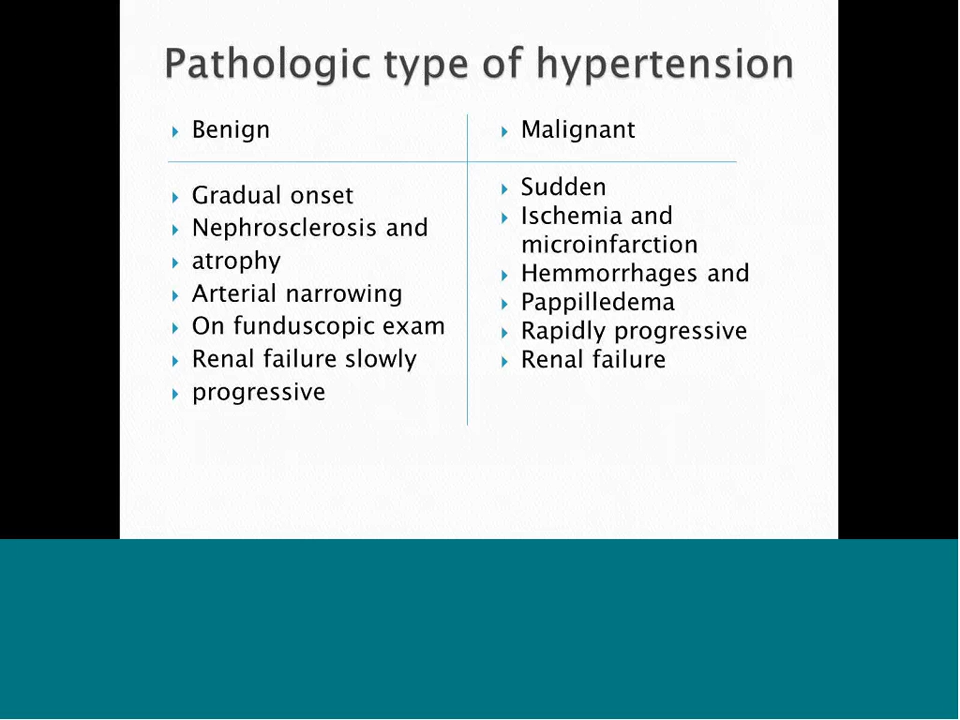 Pathologic type of hypertension
Benign
Gradual onset
Nephrosclerosis and
atrophy
Arterial narrowing
On funduscopic exam
Renal failure slowly
progressive
Malignant
Sudden
Ischemia and
microinfarction
Hemmorrhages and
Pappilledema
Rapidly progressive
Renal failure